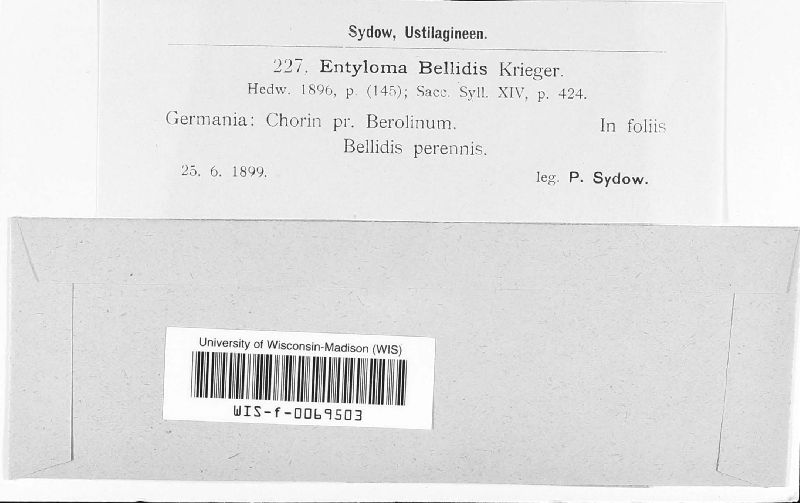 Sydow, Ustilagineen.
227. Entyloma Bellidis Krieger.
Hedw. 1896, p. (145); Sacc. Syll. XIV, p. 424.
Germania: Chorin pr. Berolinum. In foliis
Bellidis perennis.
25. 6. 1899. leg. P. Sydow.
University of Wisconsin-Madison (WIS)
WIS-f-0069503